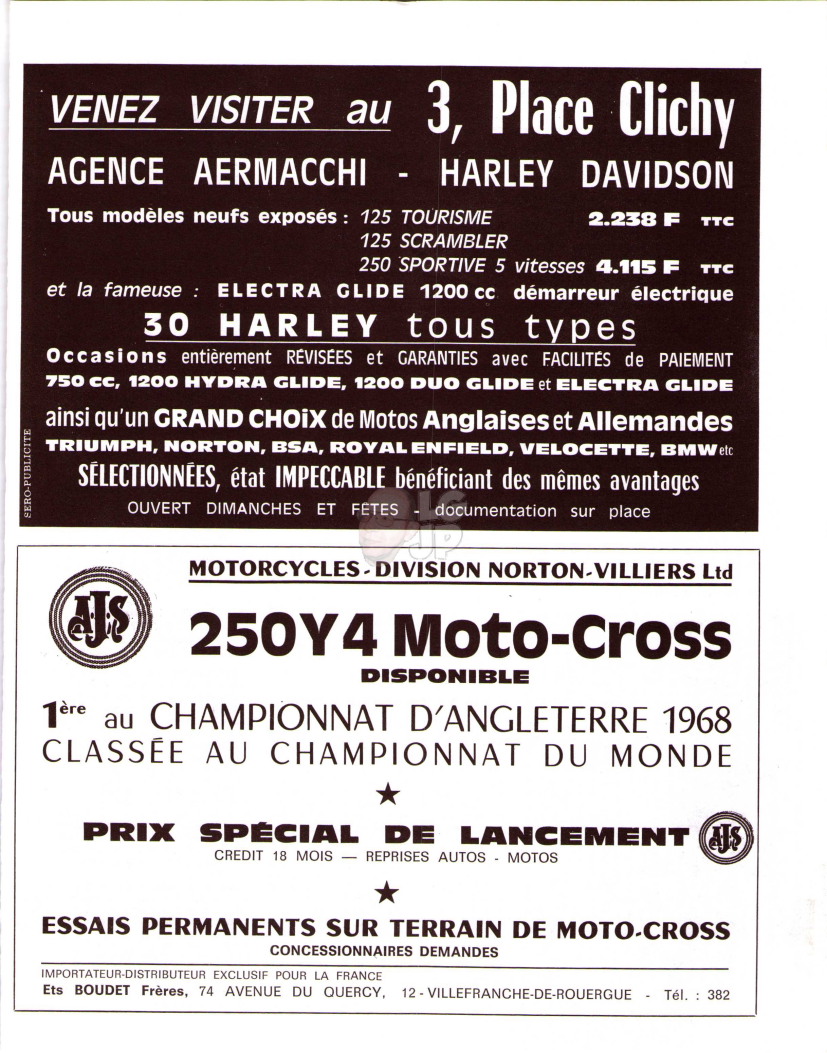 VENEZ VISITER au 3, Place Clichy
AGENCE AERMACCHI - HARLEY DAVIDSON
Tous modèles neufs exposés : 125 TOURISME 2.238 F TTC
125 SCRAMBLER
250 SPORTIVE 5 vitesses 4.115 F TTC
et la fameuse : ELECTRA GLIDE 1200 cc démarreur électrique
30 HARLEY tous types
Occasions entièrement RÉVISÉES et GARANTIES avec FACILITÉS de PAIEMENT
750 CC, 1200 HYDRA GLIDE, 1200 DUO GLIDE et ELECTRA GLIDE
ainsi qu'un GRAND CHOiX de Motos Anglaises et Allemandes
TRIUMPH, NORTON, BSA, ROYAL ENFIELD, VELOCETTE, BMW etc
SÉLECTIONNÉES, état IMPECCABLE bénéficiant des mêmes avantages
OUVERT DIMANCHES ET FÊTES - documentation sur place
SERO-PUBLICITE
LG
JP
MOTORCYCLES - DIVISION NORTON-VILLIERS Ltd
AJS
250Y4 Moto-Cross
DISPONIBLE
1ère au CHAMPIONNAT D'ANGLETERRE 1968
CLASSÉE AU CHAMPIONNAT DU MONDE
PRIX SPÉCIAL DE LANCEMENT
AJS
CREDIT 18 MOIS — REPRISES AUTOS - MOTOS
ESSAIS PERMANENTS SUR TERRAIN DE MOTO-CROSS
CONCESSIONNAIRES DEMANDES
IMPORTATEUR-DISTRIBUTEUR EXCLUSIF POUR LA FRANCE
Ets BOUDET Frères, 74 AVENUE DU QUERCY, 12 - VILLEFRANCHE-DE-ROUERGUE - Tél. : 382